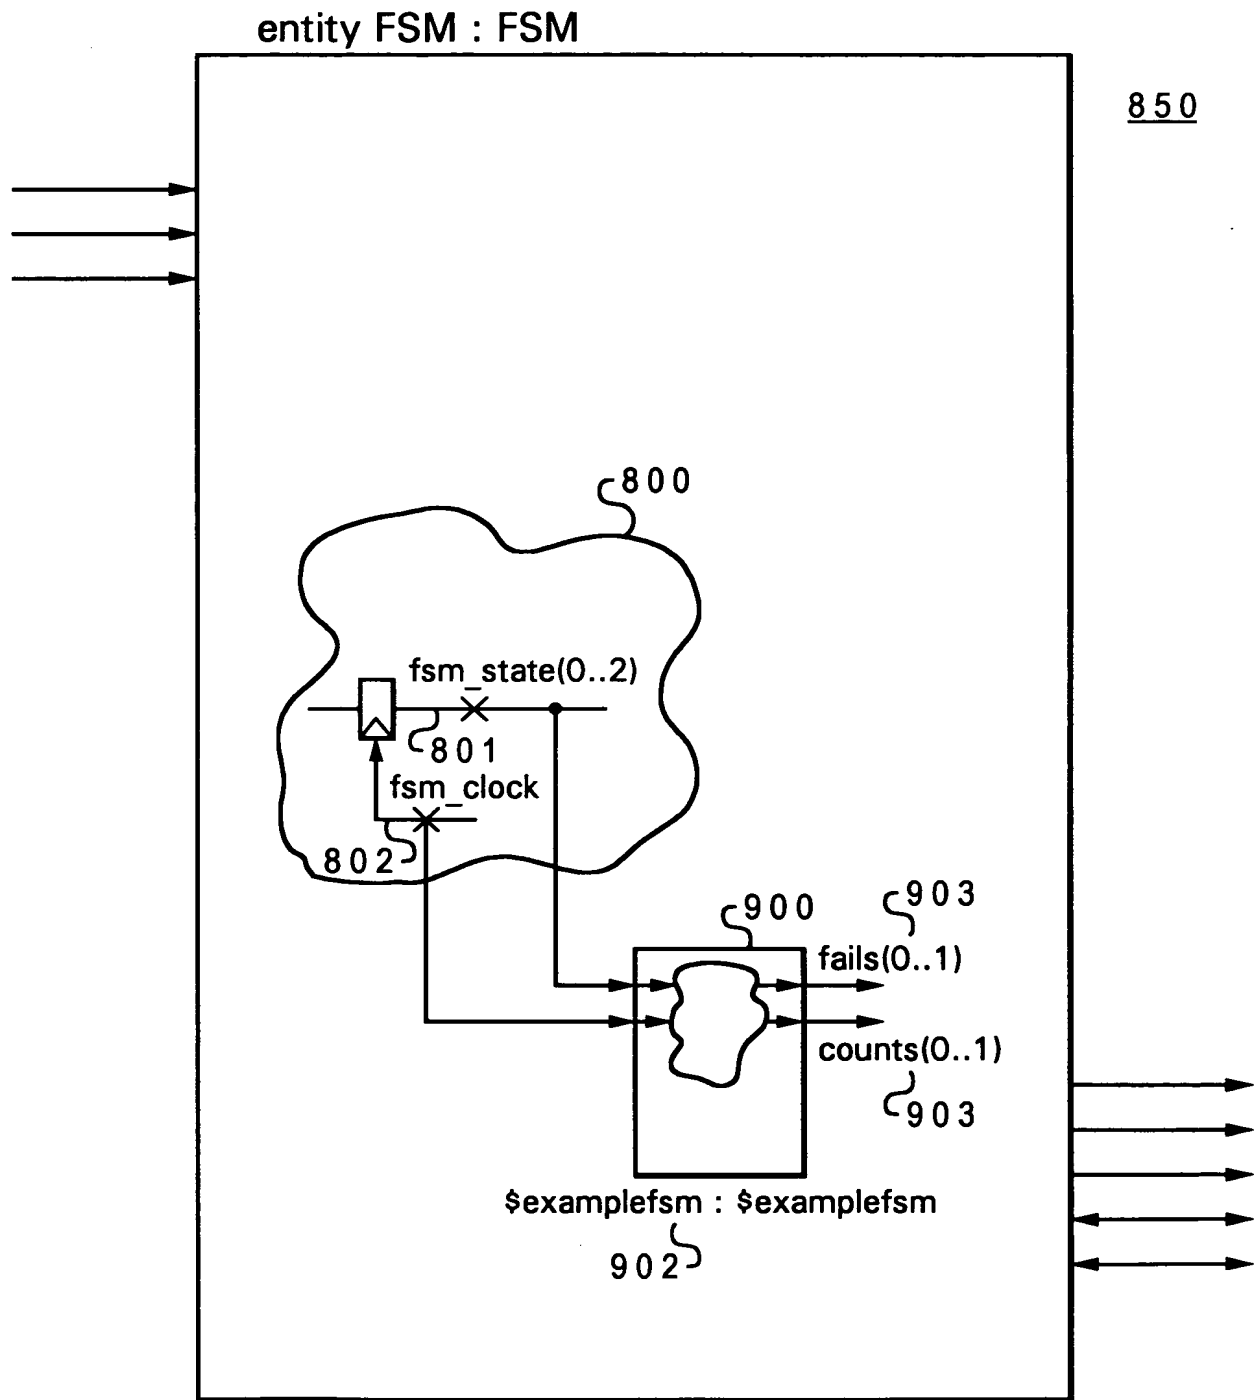 entity FSM : FSM
850
800
fsm_state(0..2)
801
fsm_clock
802
903
900
fails(0..1)
counts(0..1)
903
$examplefsm : $examplefsm
902